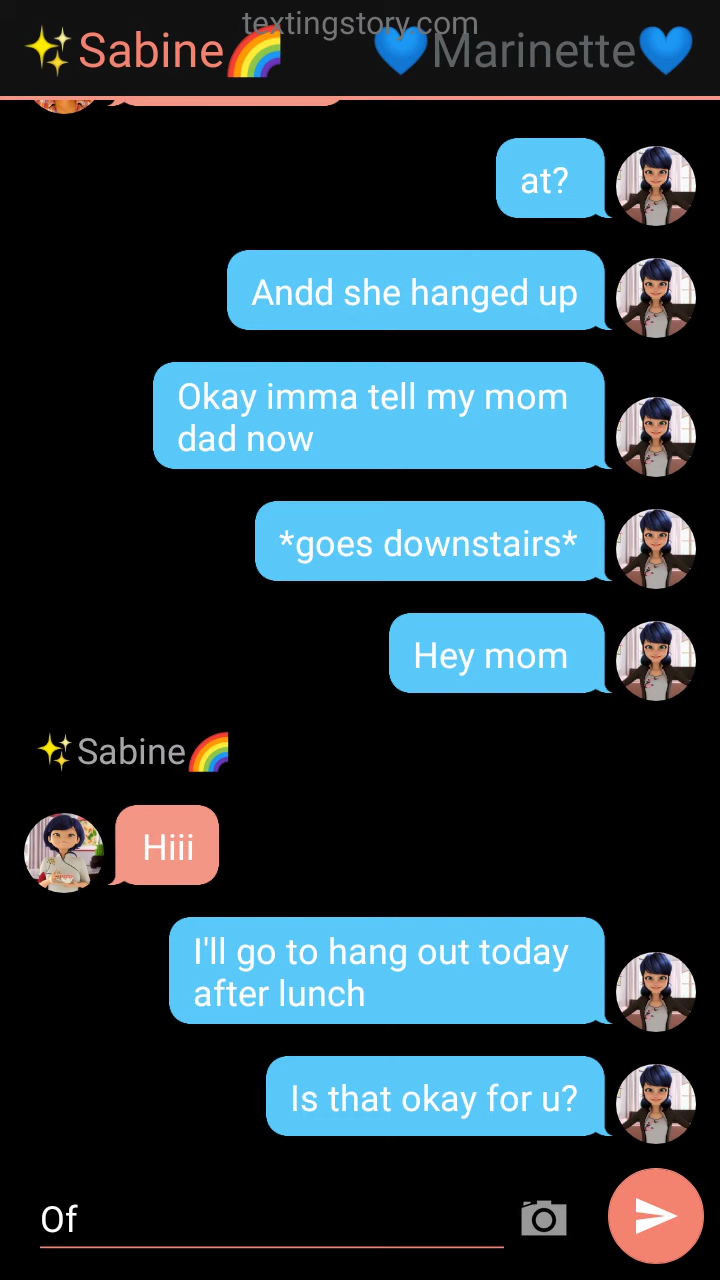 textingstory.com
✨Sabine🌈 💙Marinette💙
at?
Andd she hanged up
Okay imma tell my mom
dad now
*goes downstairs*
Hey mom
✨Sabine🌈
Hiii
I'll go to hang out today
after lunch
Is that okay for u?
Of